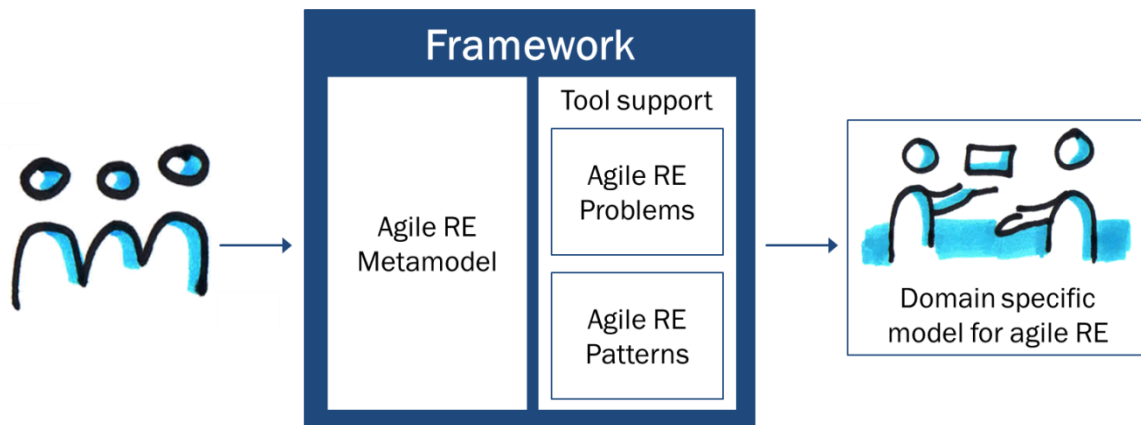 Framework
Agile RE
Metamodel
Tool support
Agile RE
Problems
Agile RE
Patterns
Domain specific
model for agile RE